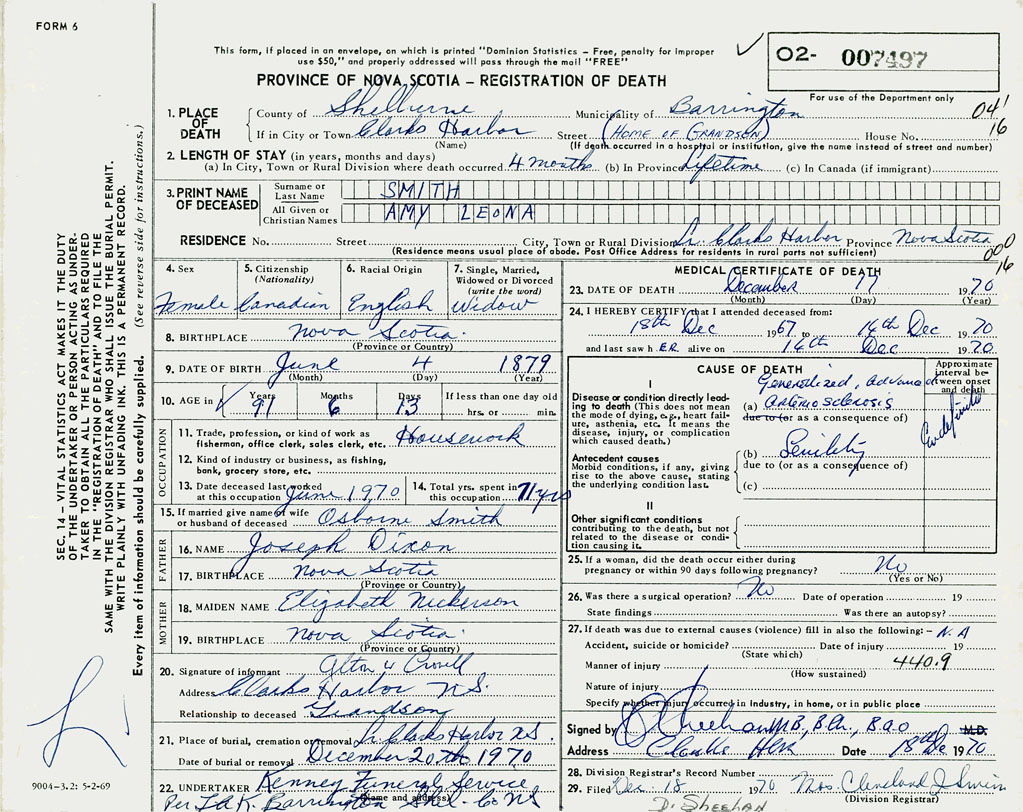 FORM 6
This form, if placed in an envelope, on which is printed "Dominion Statistics – Free, penalty for improper
use $50," and properly addressed will pass through the mail "FREE"
PROVINCE OF NOVA SCOTIA – REGISTRATION OF DEATH
02- 007497
For use of the Department only
04' 16
1. PLACE OF DEATH
County of Shelburne Municipality of Barrington
If in City or Town Clarks Harbor Street (HOME OF GRANDSON) House No.
(Name) (If death occurred in a hospital or institution, give the name instead of street and number)
2. LENGTH OF STAY (in years, months and days)
(a) In City, Town or Rural Division where death occurred 4 months (b) In Province Lifetime (c) In Canada (if immigrant)
3. PRINT NAME OF DECEASED
Surname or Last Name SMITH
All Given or Christian Names AMY LEONA
RESIDENCE No. Street City, Town or Rural Division Lr. Clarks Harbor Province Nova Scotia
(Residence means usual place of abode. Post Office Address for residents in rural parts not sufficient)
000 16
4. Sex 5. Citizenship (Nationality) 6. Racial Origin 7. Single, Married, Widowed or Divorced (write the word)
Female Canadian English Widow
8. BIRTHPLACE Nova Scotia
(Province or Country)
9. DATE OF BIRTH June 4 1879
(Month) (Day) (Year)
10. AGE in Years Months Days If less than one day old
91 6 13 hrs. or min.
OCCUPATION
11. Trade, profession, or kind of work as
fisherman, office clerk, sales clerk, etc. Housework
12. Kind of industry or business, as fishing,
bank, grocery store, etc.
13. Date deceased last worked
at this occupation June 1970
14. Total yrs. spent in
this occupation 71 yrs
15. If married give name of wife
or husband of deceased Osborne Smith
FATHER
16. NAME Joseph Dixon
17. BIRTHPLACE Nova Scotia
(Province or Country)
MOTHER
18. MAIDEN NAME Elizabeth Nickerson
19. BIRTHPLACE Nova Scotia
(Province or Country)
20. Signature of informant Alton W Crowell
Address Clarks Harbor N.S.
Relationship to deceased Grandson
21. Place of burial, cremation or removal Lr. Clarks Harbor N.S.
Date of burial or removal December 20th 1970
22. UNDERTAKER Kenney Funeral Service
(Name and address)
Per Barrington
MEDICAL CERTIFICATE OF DEATH
23. DATE OF DEATH December 17 1970
(Month) (Day) (Year)
24. I HEREBY CERTIFY that I attended deceased from:
18th Dec 1967 to 16th Dec 1970
and last saw h ER alive on 16th Dec 1970
CAUSE OF DEATH
Approximate interval between onset and death
I
Disease or condition directly leading to death (This does not mean the mode of dying, e.g., heart failure, asthenia, etc. It means the disease, injury, or complication which caused death.)
Generalized, Advanced
(a) arteriosclerosis
Indefinite
due to (or as a consequence of)
Antecedent causes
Morbid conditions, if any, giving rise to the above cause, stating the underlying condition last.
(b) Senility
due to (or as a consequence of)
(c)
II
Other significant conditions
contributing to the death, but not related to the disease or condition causing it.
25. If a woman, did the death occur either during
pregnancy or within 90 days following pregnancy? No
(Yes or No)
26. Was there a surgical operation? No Date of operation 19
State findings Was there an autopsy?
27. If death was due to external causes (violence) fill in also the following: - N.A
Accident, suicide or homicide? Date of injury 19
(State which)
Manner of injury 440.9
(How sustained)
Nature of injury
Specify whether injury occurred in industry, in home, or in public place
Signed by Sheehan M.B, B.Ch., B.A.O M.D.
Address Clarks Hbr Date 18 Dec 1970
28. Division Registrar's Record Number
29. Filed Dec. 18 1970 Mrs. Cleveland
(Division Registrar)
D. SHEEHAN
SEC. 14 – VITAL STATISTICS ACT MAKES IT THE DUTY
OF THE UNDERTAKER OR PERSON ACTING AS UNDER-
TAKER TO OBTAIN ALL THE PARTICULARS REQUIRED
IN THE "REGISTRATION OF DEATH" AND TO FILE THE
SAME WITH THE DIVISION REGISTRAR WHO SHALL ISSUE THE BURIAL PERMIT.
WRITE PLAINLY WITH UNFADING INK. THIS IS A PERMANENT RECORD.
Every item of information should be carefully supplied. (See reverse side for instructions.)
9004-3.2: 5-2-69